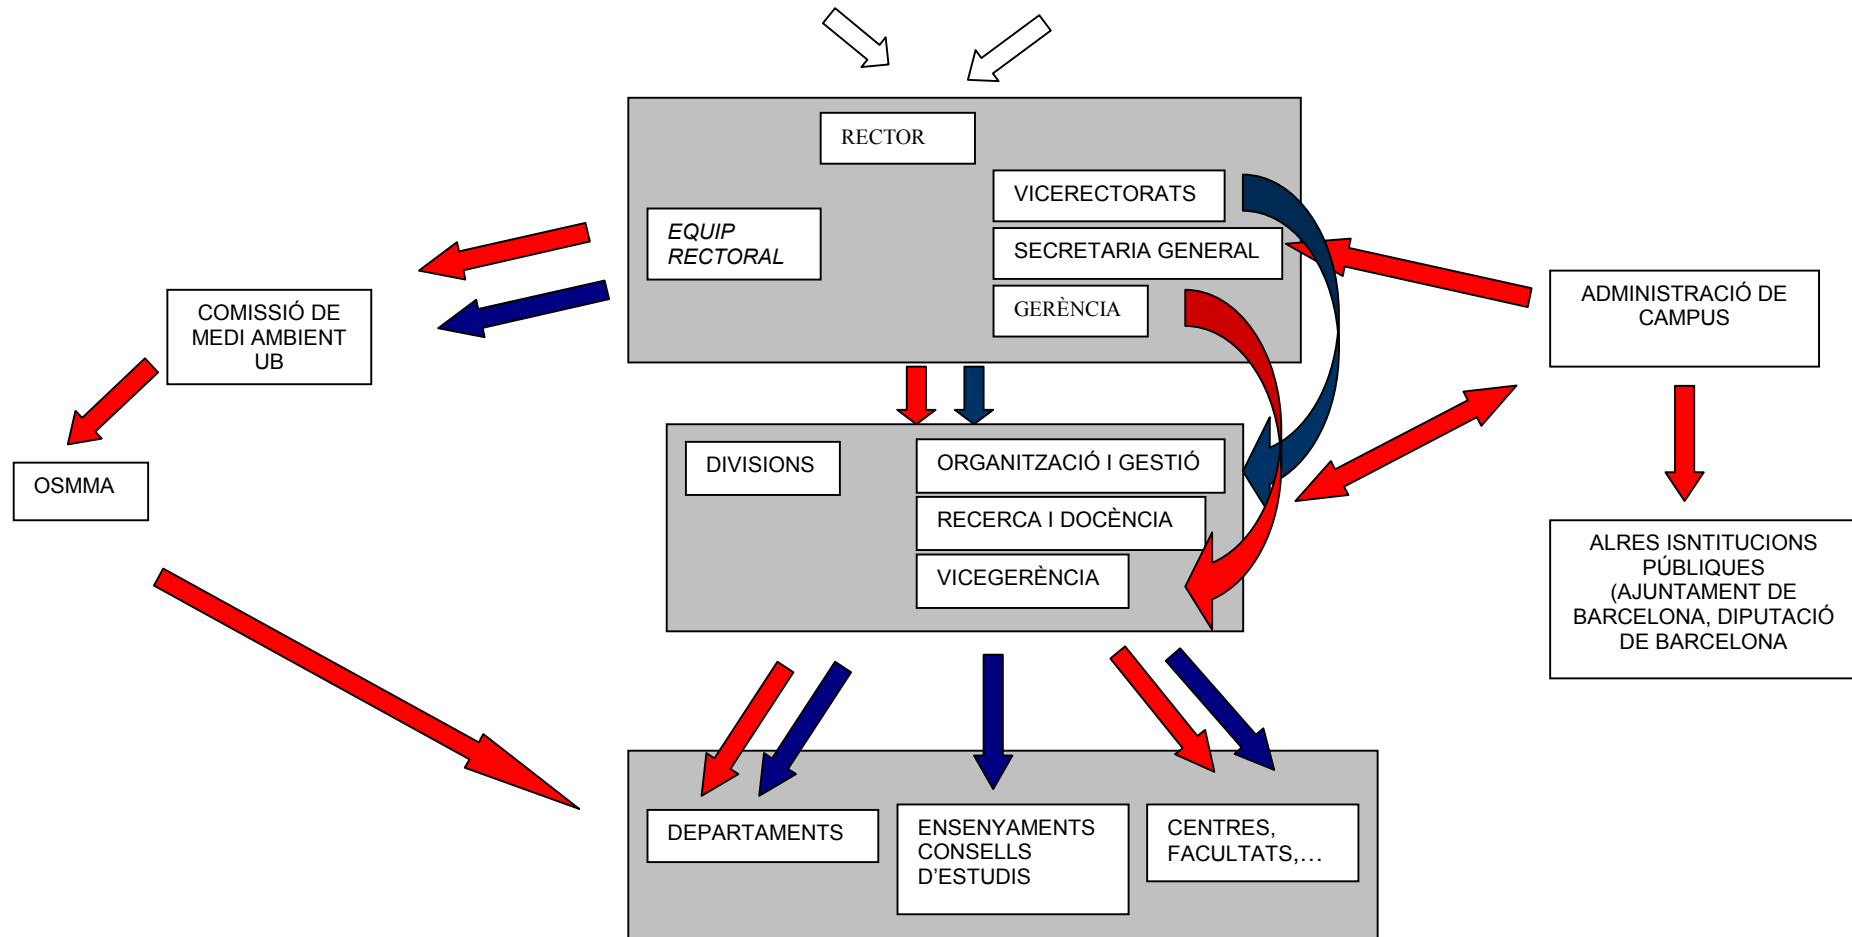 RECTOR
VICERECTORATS
EQUIP
RECTORAL
SECRETARIA GENERAL
GERÈNCIA
COMISSIÓ DE
MEDI AMBIENT
UB
ADMINISTRACIÓ DE
CAMPUS
OSMMA
DIVISIONS
ORGANITZACIÓ I GESTIÓ
RECERCA I DOCÈNCIA
VICEGERÈNCIA
ALRES ISNTITUCIONS
PÚBLIQUES
(AJUNTAMENT DE
BARCELONA, DIPUTACIÓ
DE BARCELONA
DEPARTAMENTS
ENSENYAMENTS
CONSELLS
D'ESTUDIS
CENTRES,
FACULTATS,…